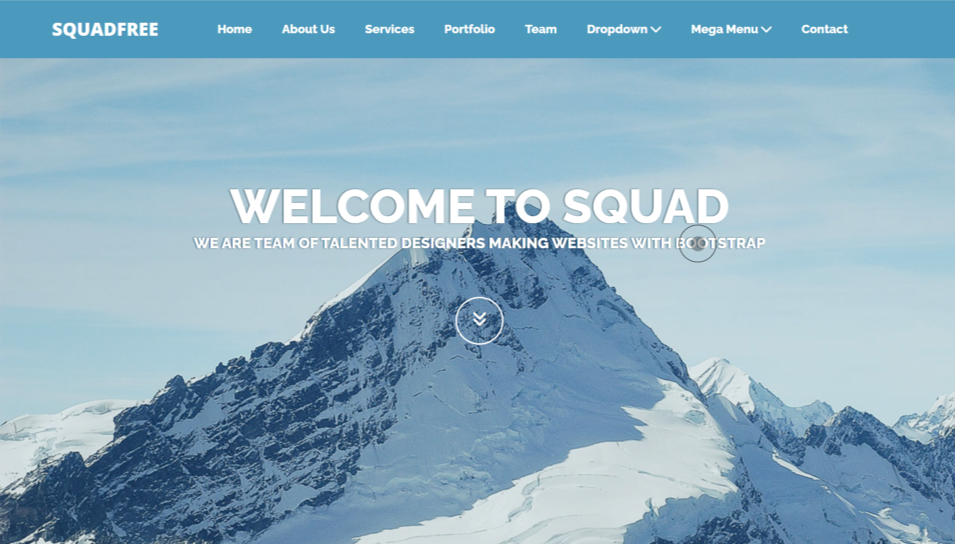 SQUADFREE
Home About Us Services Portfolio Team Dropdown Mega Menu Contact
WELCOME TO SQUAD
WE ARE TEAM OF TALENTED DESIGNERS MAKING WEBSITES WITH BOOTSTRAP